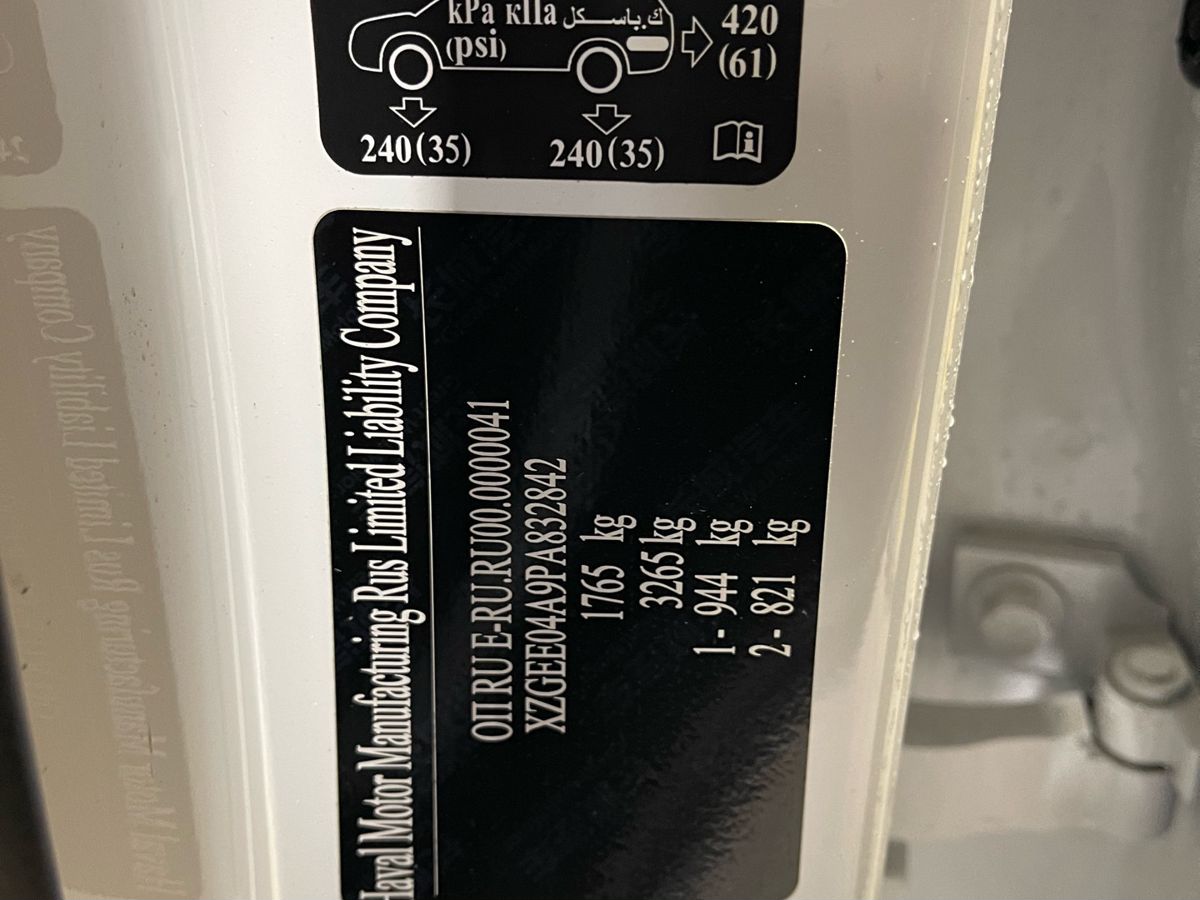 kPa кПа ك.باسكل
(psi)
420
(61)
240(35)
240(35)
Haval Motor Manufacturing Rus Limited Liability Company
ОП RU E-RU.RU00.0000041
XZGEE04A9PA832842
1765 kg
3265 kg
1- 944 kg
2- 821 kg